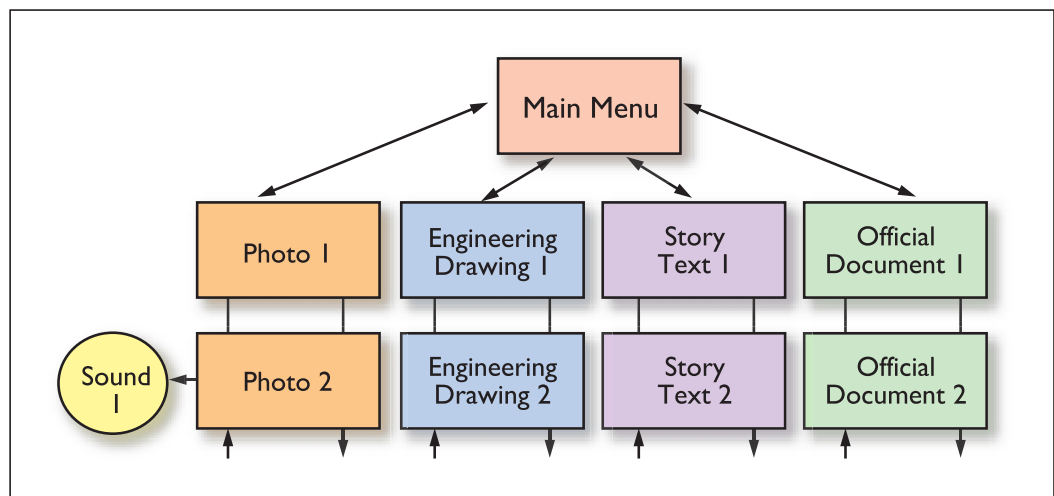 Main Menu
Photo 1
Engineering
Drawing 1
Story
Text 1
Official
Document 1
Sound
1
Photo 2
Engineering
Drawing 2
Story
Text 2
Official
Document 2